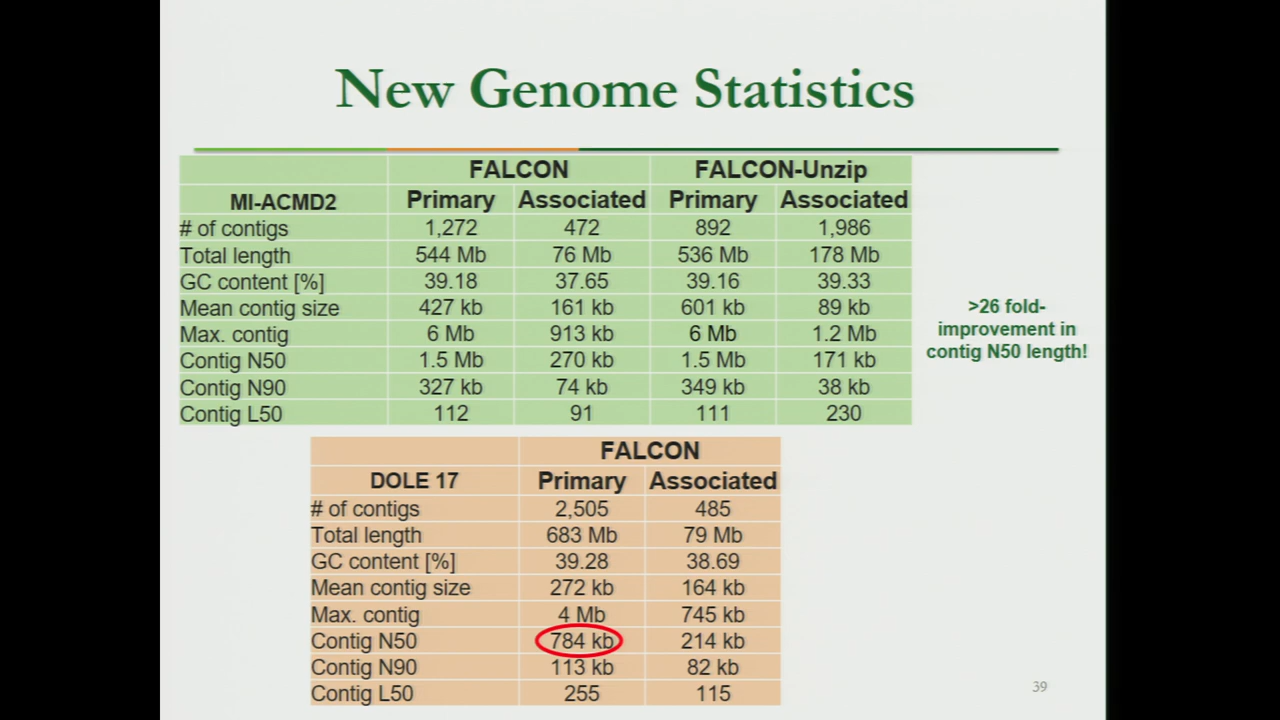 New Genome Statistics
FALCON FALCON-Unzip
MI-ACMD2 Primary Associated Primary Associated
# of contigs 1,272 472 892 1,986
Total length 544 Mb 76 Mb 536 Mb 178 Mb
GC content [%] 39.18 37.65 39.16 39.33
Mean contig size 427 kb 161 kb 601 kb 89 kb
Max. contig 6 Mb 913 kb 6 Mb 1.2 Mb
Contig N50 1.5 Mb 270 kb 1.5 Mb 171 kb
Contig N90 327 kb 74 kb 349 kb 38 kb
Contig L50 112 91 111 230
>26 fold-
improvement in
contig N50 length!
FALCON
DOLE 17 Primary Associated
# of contigs 2,505 485
Total length 683 Mb 79 Mb
GC content [%] 39.28 38.69
Mean contig size 272 kb 164 kb
Max. contig 4 Mb 745 kb
Contig N50 784 kb 214 kb
Contig N90 113 kb 82 kb
Contig L50 255 115
39